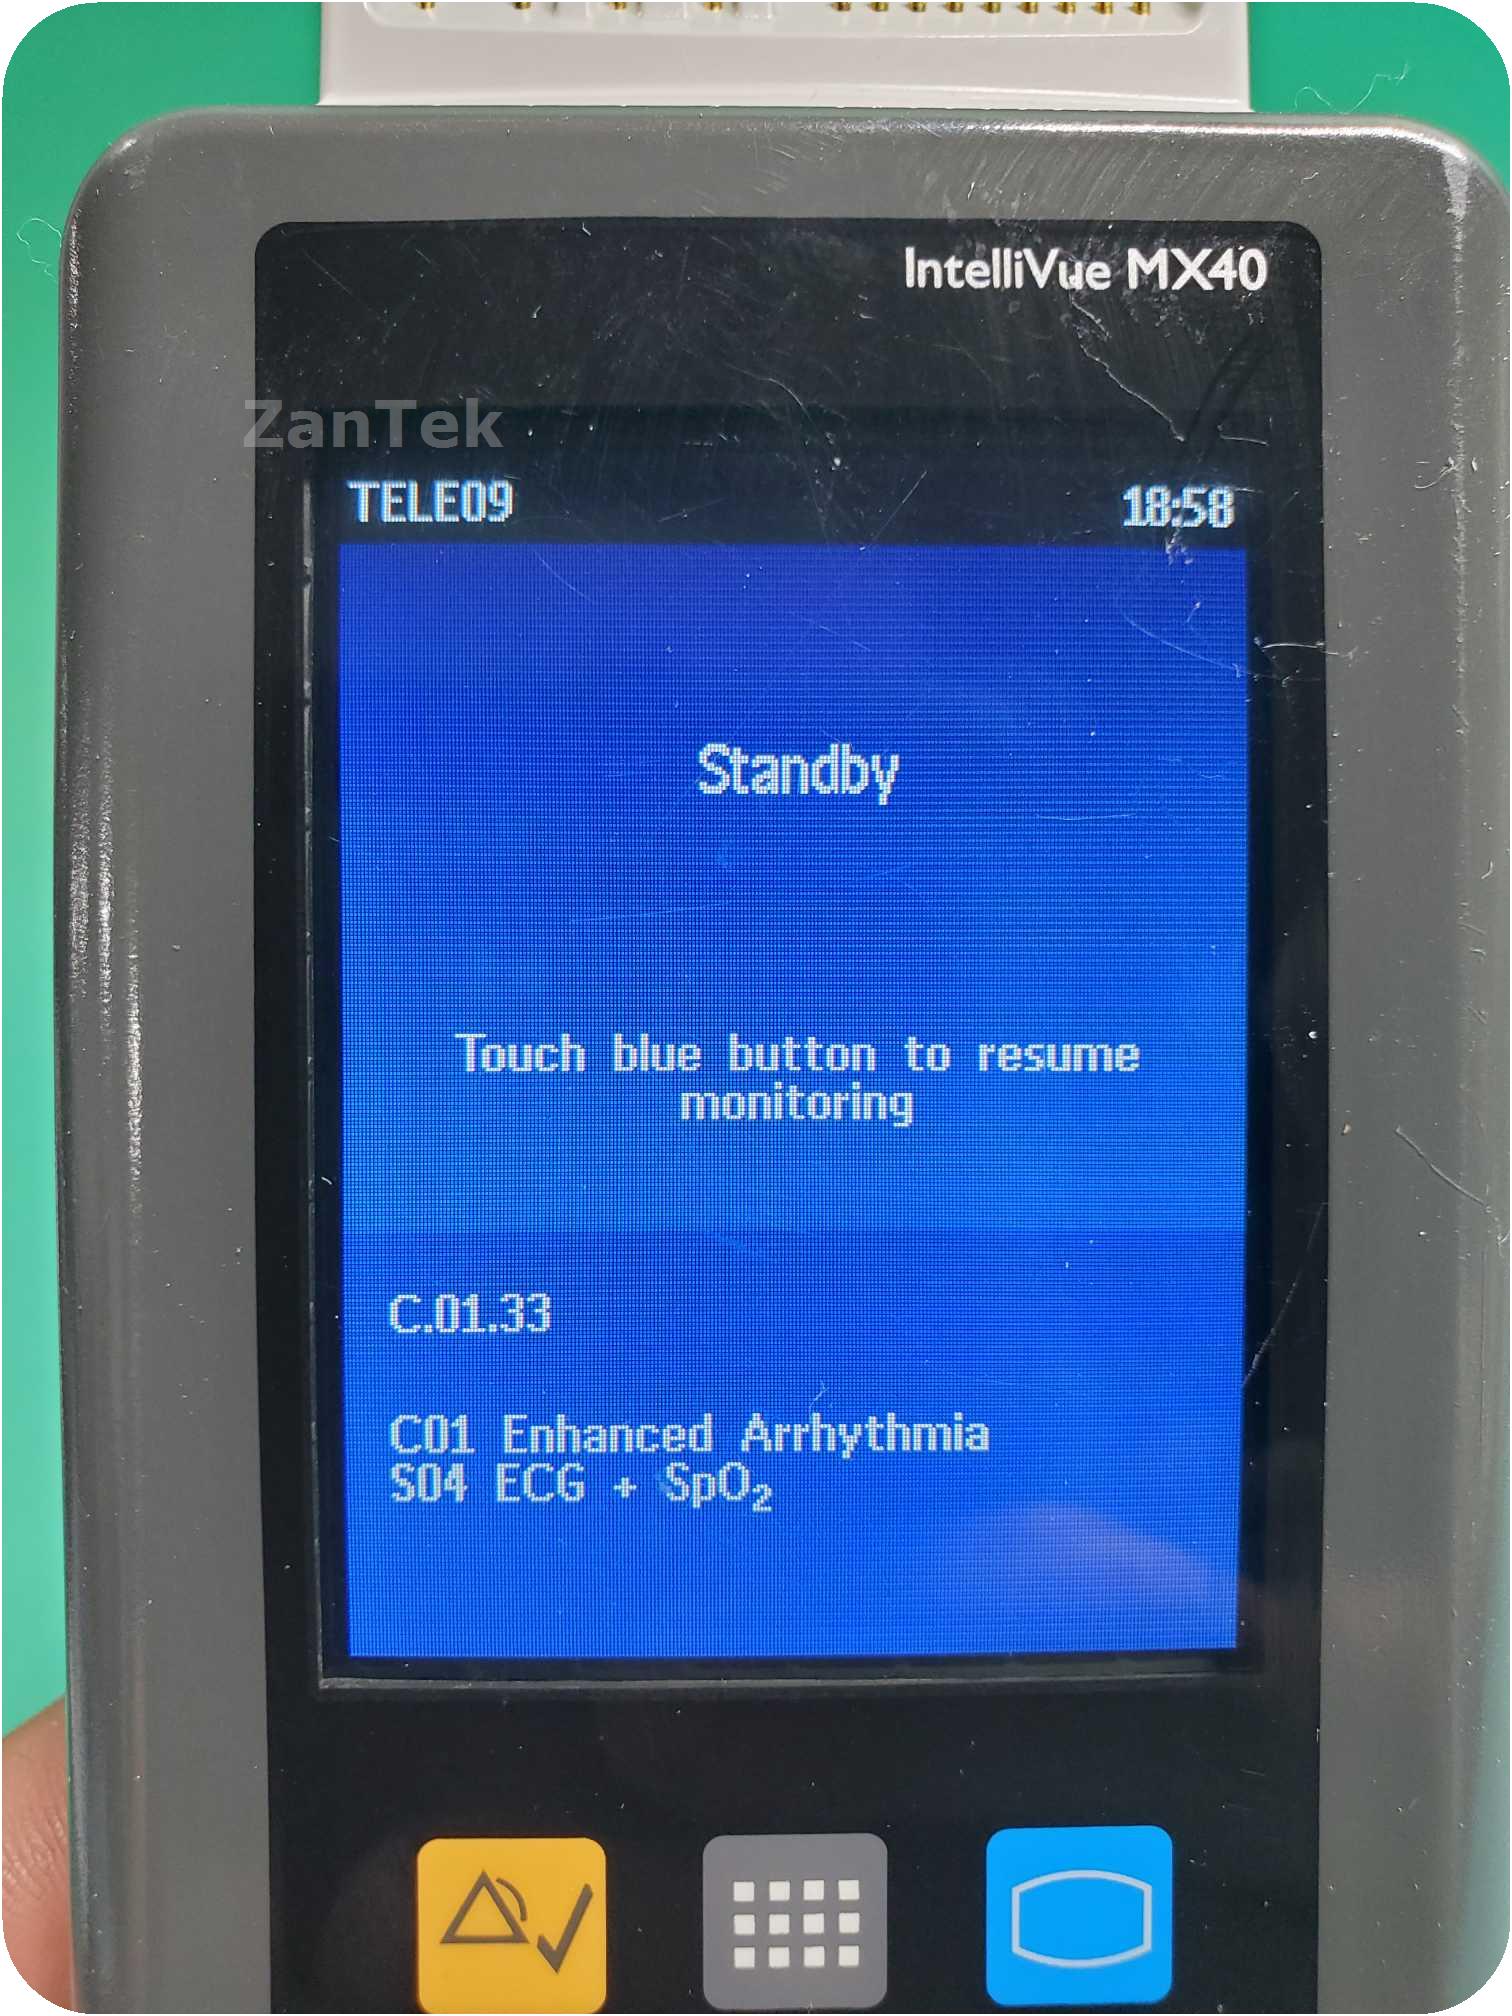 IntelliVue MX40
ZanTek
TELE09 18:58
Standby
Touch blue button to resume
monitoring
C.01.33
C01 Enhanced Arrhythmia
S04 ECG + SpO₂